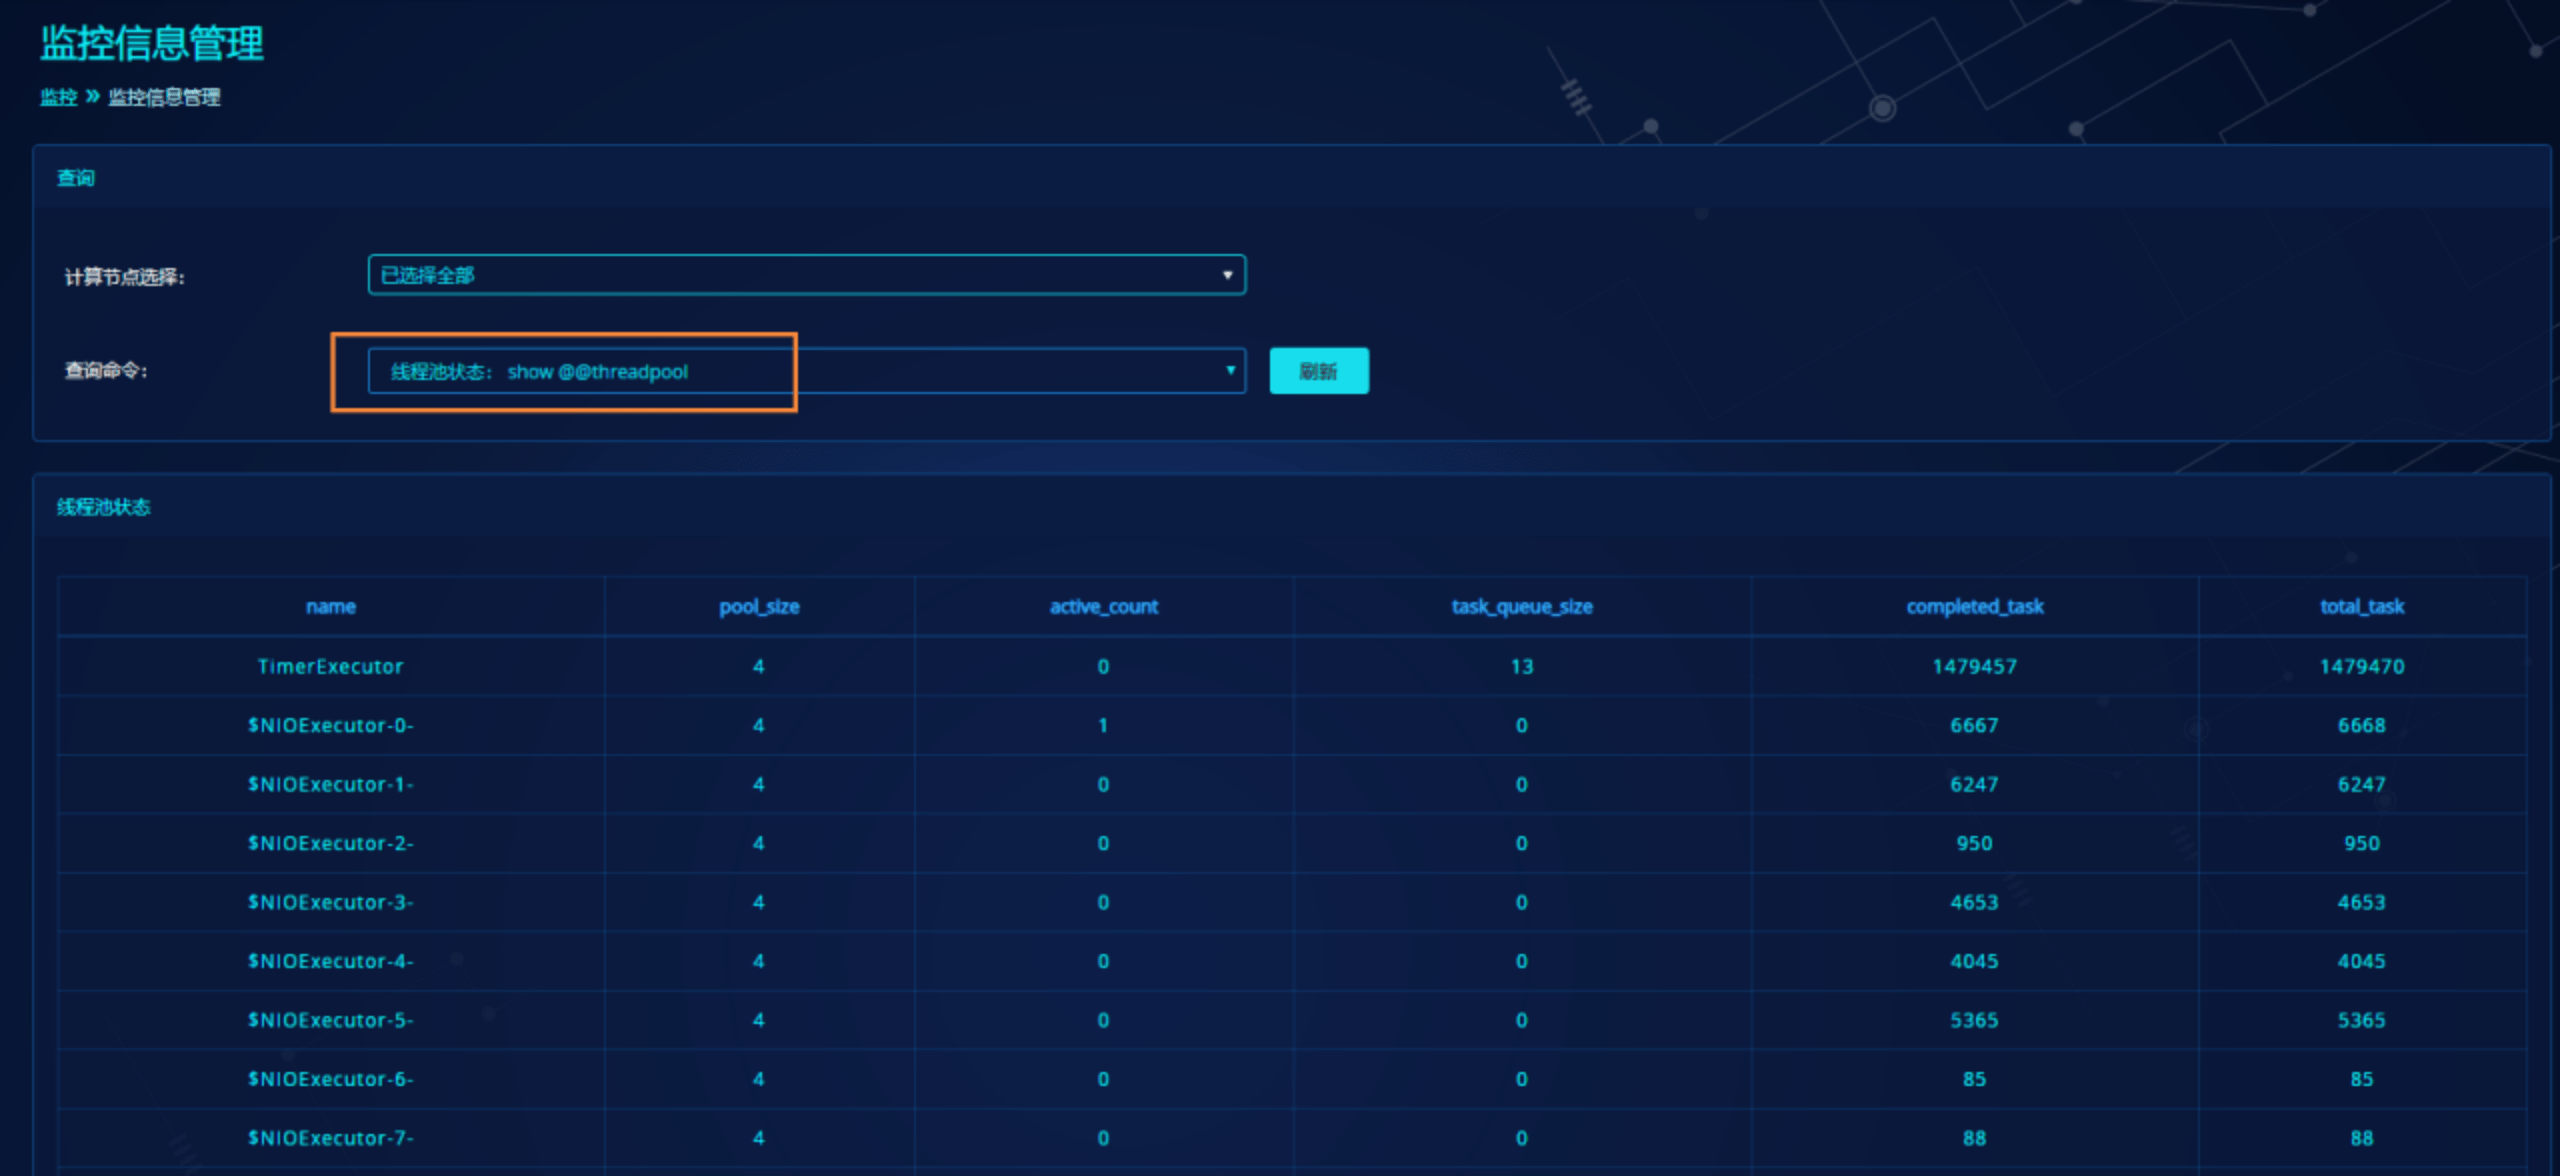 监控信息管理
监控 » 监控信息管理
查询
计算节点选择: 已选择全部
查询命令: 线程池状态: show @@threadpool 刷新
线程池状态
name pool_size active_count task_queue_size completed_task total_task
TimerExecutor 4 0 13 1479457 1479470
$NIOExecutor-0- 4 1 0 6667 6668
$NIOExecutor-1- 4 0 0 6247 6247
$NIOExecutor-2- 4 0 0 950 950
$NIOExecutor-3- 4 0 0 4653 4653
$NIOExecutor-4- 4 0 0 4045 4045
$NIOExecutor-5- 4 0 0 5365 5365
$NIOExecutor-6- 4 0 0 85 85
$NIOExecutor-7- 4 0 0 88 88